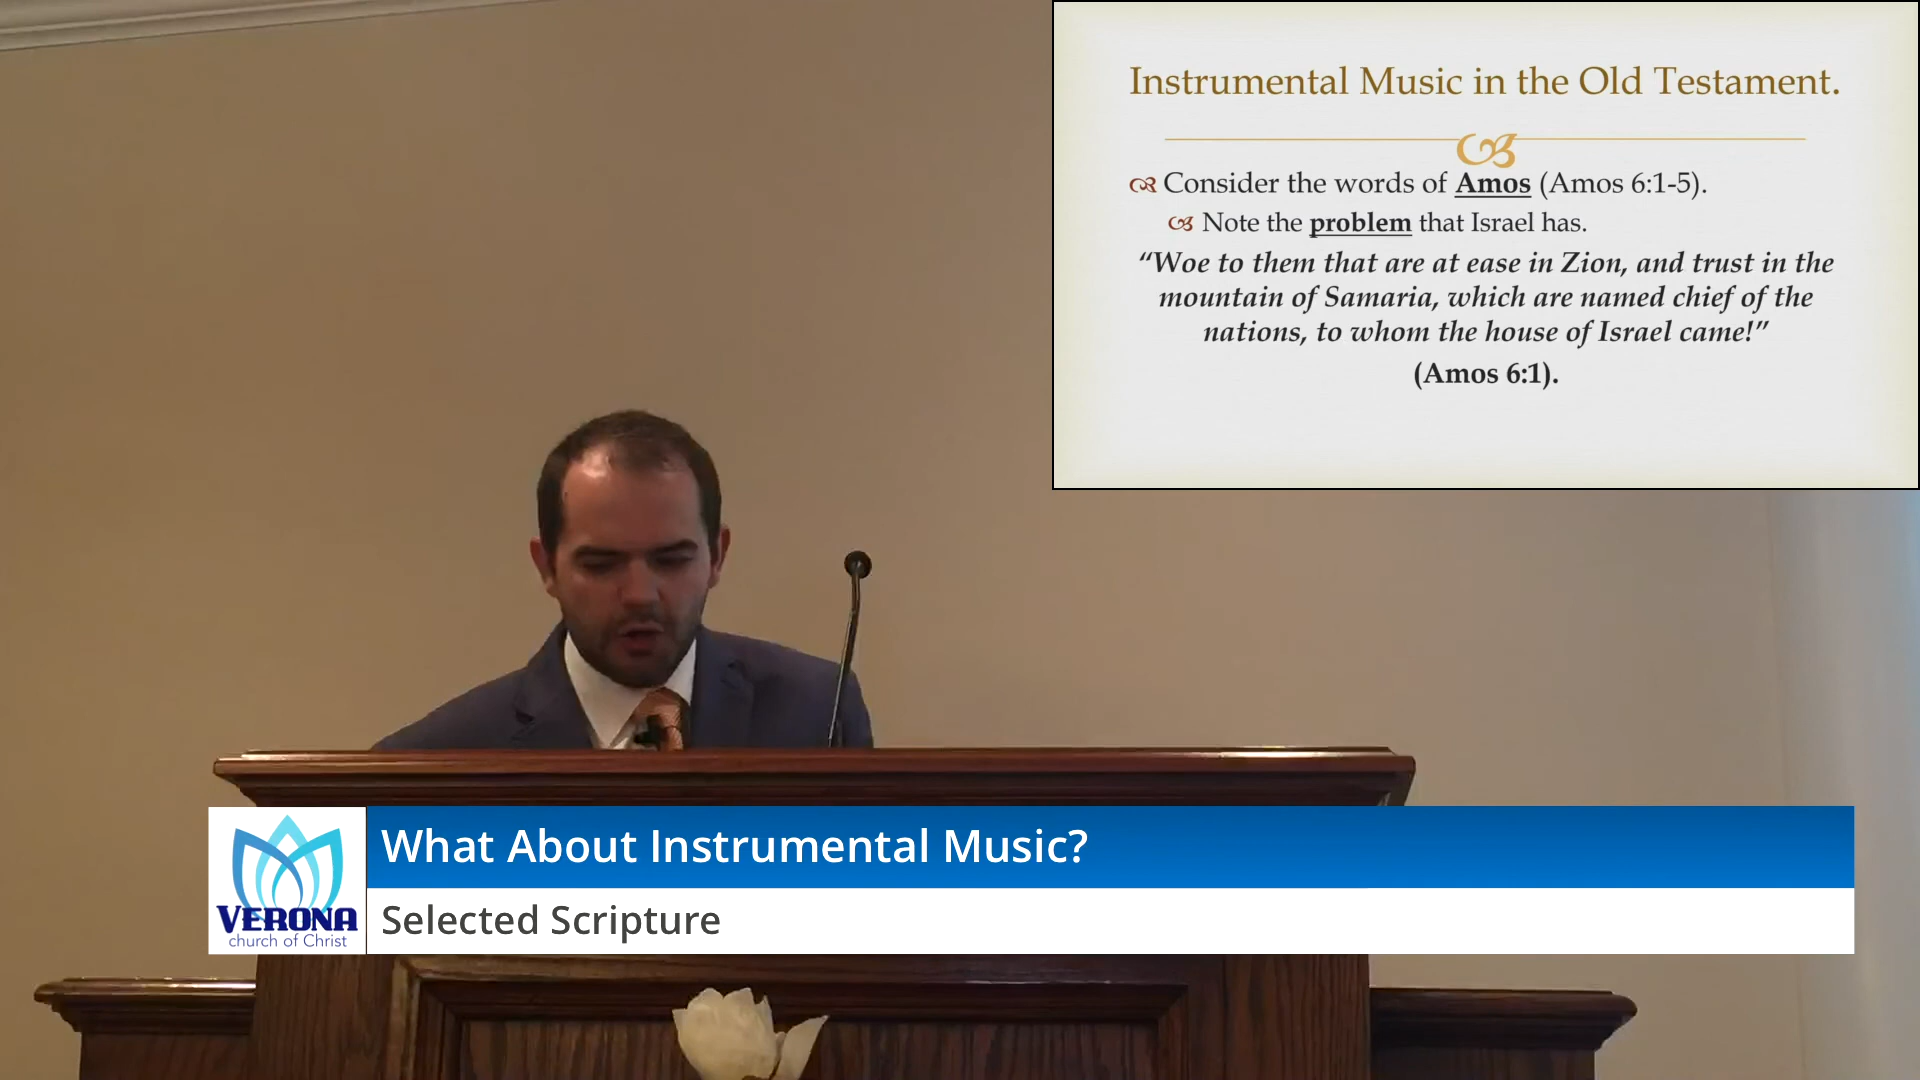 Instrumental Music in the Old Testament.
Consider the words of Amos (Amos 6:1-5).
Note the problem that Israel has.
“Woe to them that are at ease in Zion, and trust in the
mountain of Samaria, which are named chief of the
nations, to whom the house of Israel came!”
(Amos 6:1).
What About Instrumental Music?
Selected Scripture
VERONA
church of Christ